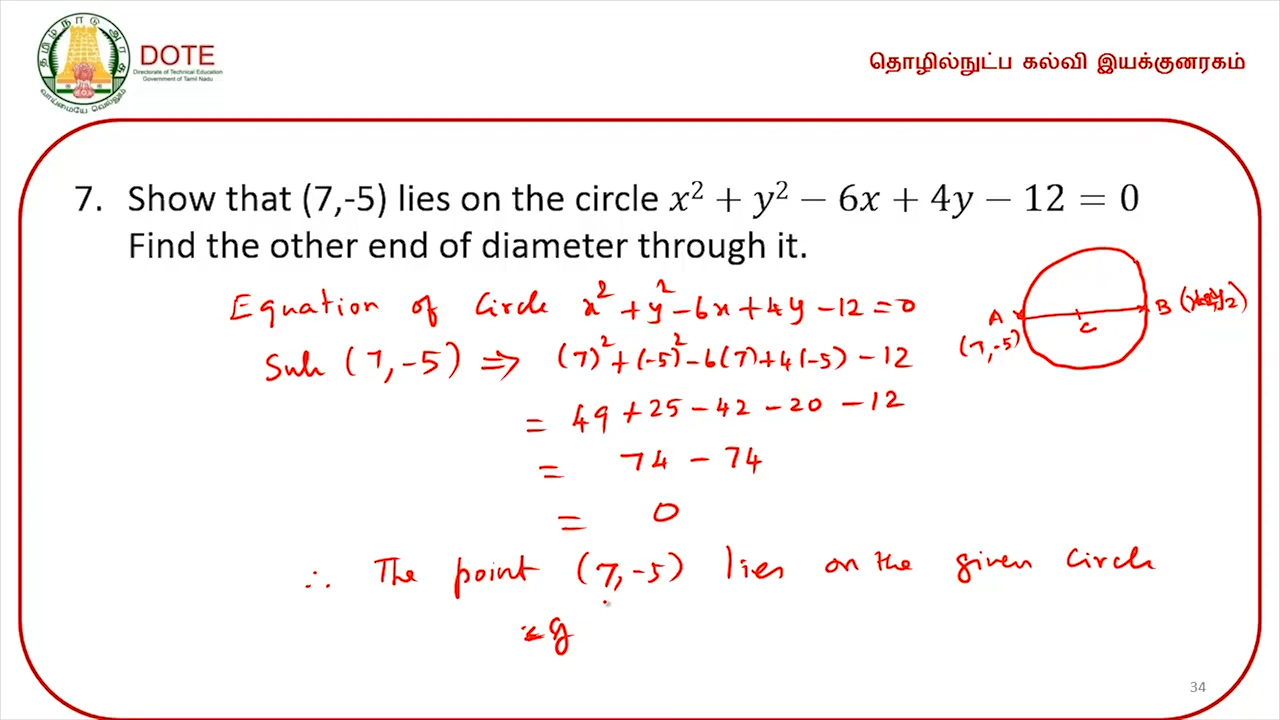 தமிழ்நாடு அரசு
வாய்மையே வெல்லும்
DOTE
Directorate of Technical Education
Government of Tamil Nadu
தொழில்நுட்ப கல்வி இயக்குனரகம்
7. Show that (7,-5) lies on the circle x² + y² − 6x + 4y − 12 = 0
Find the other end of diameter through it.
Equation of Circle x² + y² - 6x + 4y - 12 = 0
Sub (7, -5) ⇒ (7)² + (-5)² - 6(7) + 4(-5) - 12
= 49 + 25 - 42 - 20 - 12
= 74 - 74
= 0
∴ The point (7, -5) lies on the given Circle
A
(7, -5)
C
B
34